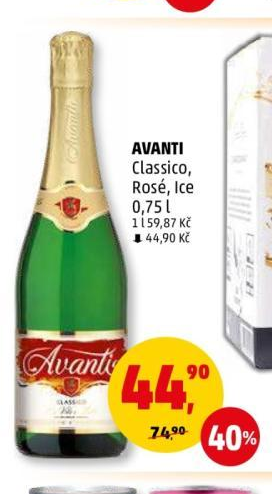 Avanti
AVANTI
Classico,
Rosé, Ice
0,75 l
1 l 59,87 Kč
⬇ 44,90 Kč
Avanti
CLASSICO
44,90
74,90
40%